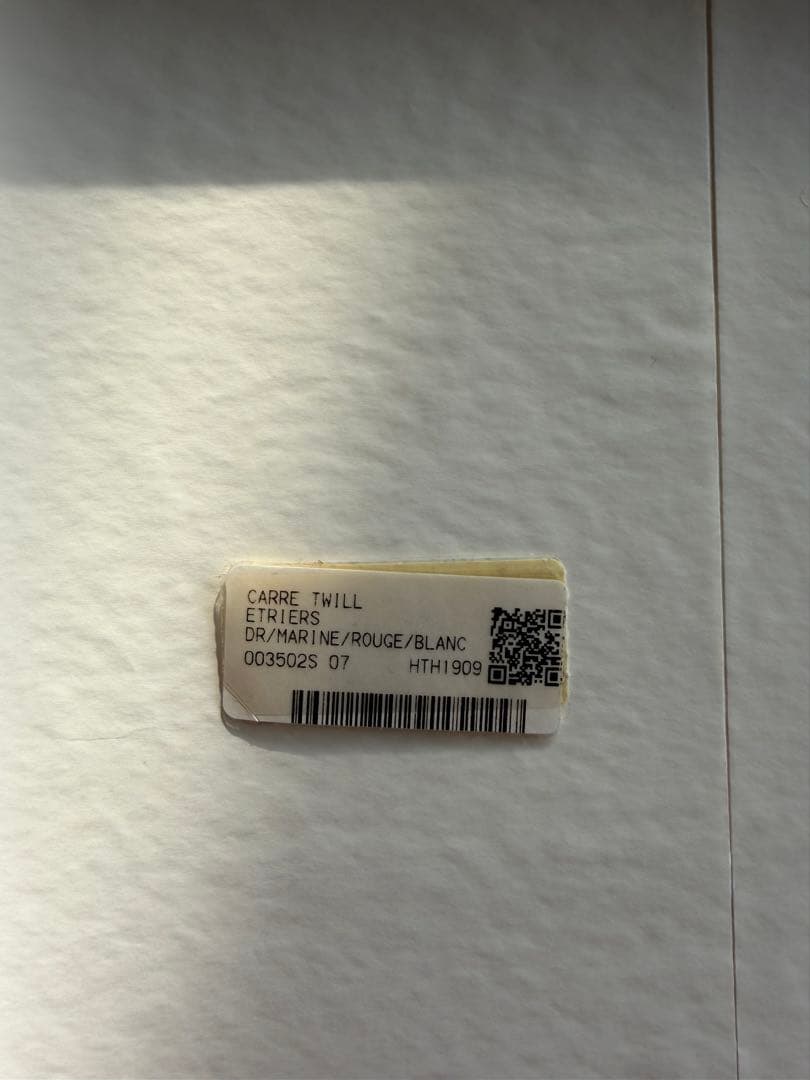 CARRE TWILL
ETRIERS
DR/MARINE/ROUGE/BLANC
003502S 07 HTH1909